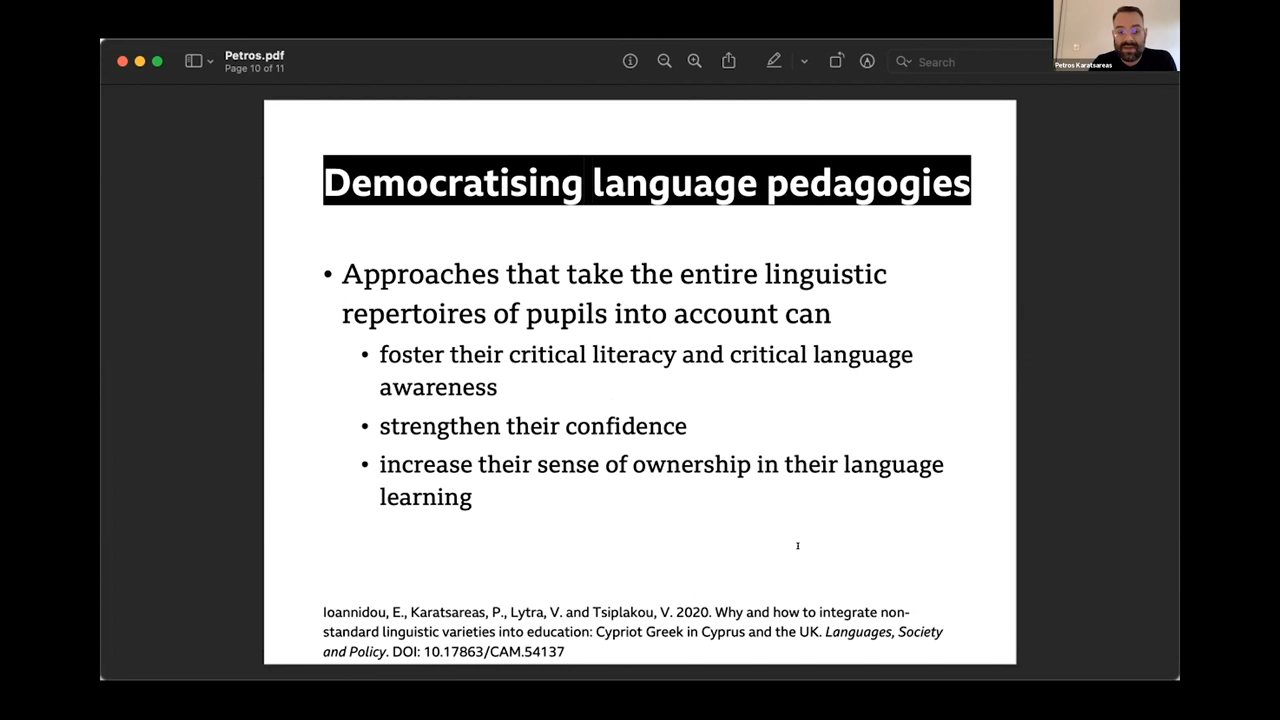 Petros.pdf
Page 10 of 11
Search
Petros Karatsareas
Democratising language pedagogies
• Approaches that take the entire linguistic
repertoires of pupils into account can
• foster their critical literacy and critical language
awareness
• strengthen their confidence
• increase their sense of ownership in their language
learning
Ioannidou, E., Karatsareas, P., Lytra, V. and Tsiplakou, V. 2020. Why and how to integrate non-
standard linguistic varieties into education: Cypriot Greek in Cyprus and the UK. Languages, Society
and Policy. DOI: 10.17863/CAM.54137